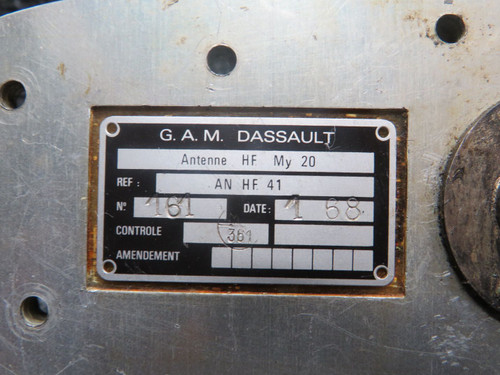 G. A. M. DASSAULT
Antenne HF My 20
REF: AN HF 41
N° 161 DATE: 1 68
CONTROLE 361
AMENDEMENT